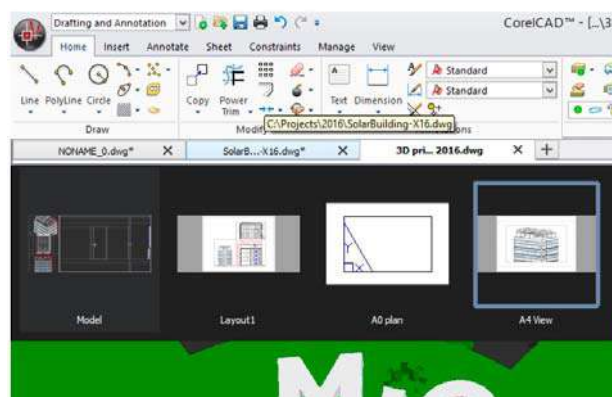 Drafting and Annotation
CorelCAD™ - [..\3
Home Insert Annotate Sheet Constraints Manage View
Standard
Standard
Line PolyLine Circle Copy Power Trim Text Dimension
Draw
C:\Projects\2016\SolarBuilding-X16.dwg
NONAME_0.dwg* SolarB...-X16.dwg* 3D pri... 2016.dwg
Y
X
Model Layout1 A0 plan A4 View